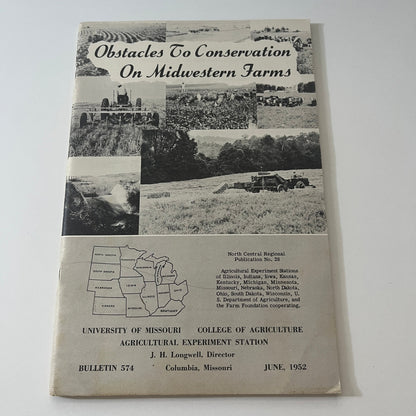 Obstacles To Conservation
On Midwestern Farms
North Central Regional
Publication No. 26
Agricultural Experiment Stations
of Illinois, Indiana, Iowa, Kansas,
Kentucky, Michigan, Minnesota,
Missouri, Nebraska, North Dakota,
Ohio, South Dakota, Wisconsin, U.
S. Department of Agriculture, and
the Farm Foundation cooperating.
UNIVERSITY OF MISSOURI COLLEGE OF AGRICULTURE
AGRICULTURAL EXPERIMENT STATION
J. H. Longwell, Director
BULLETIN 574 Columbia, Missouri JUNE, 1952